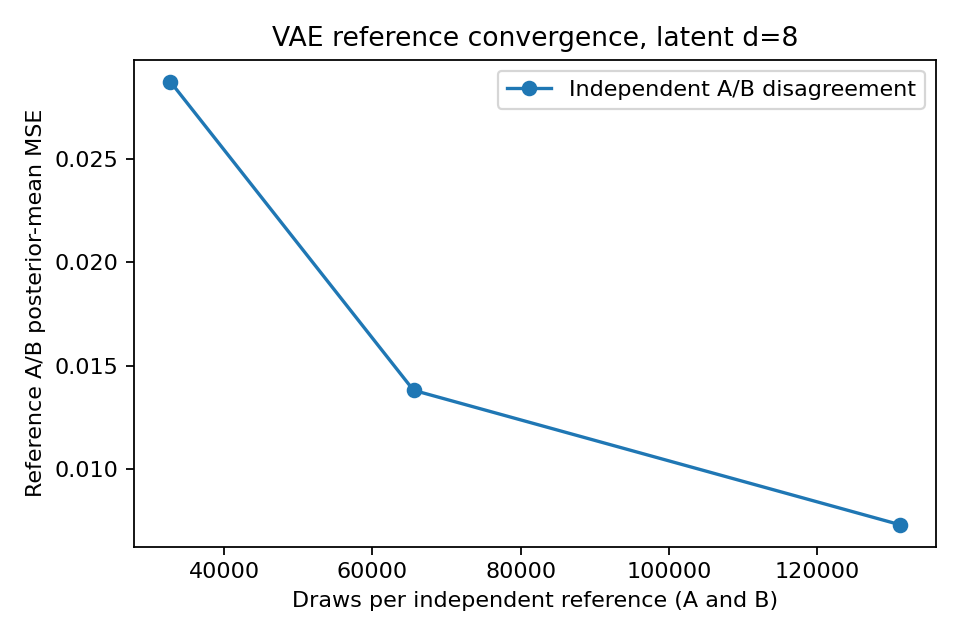 VAE reference convergence, latent d=8
Independent A/B disagreement
Reference A/B posterior-mean MSE
0.025
0.020
0.015
0.010
40000 60000 80000 100000 120000
Draws per independent reference (A and B)